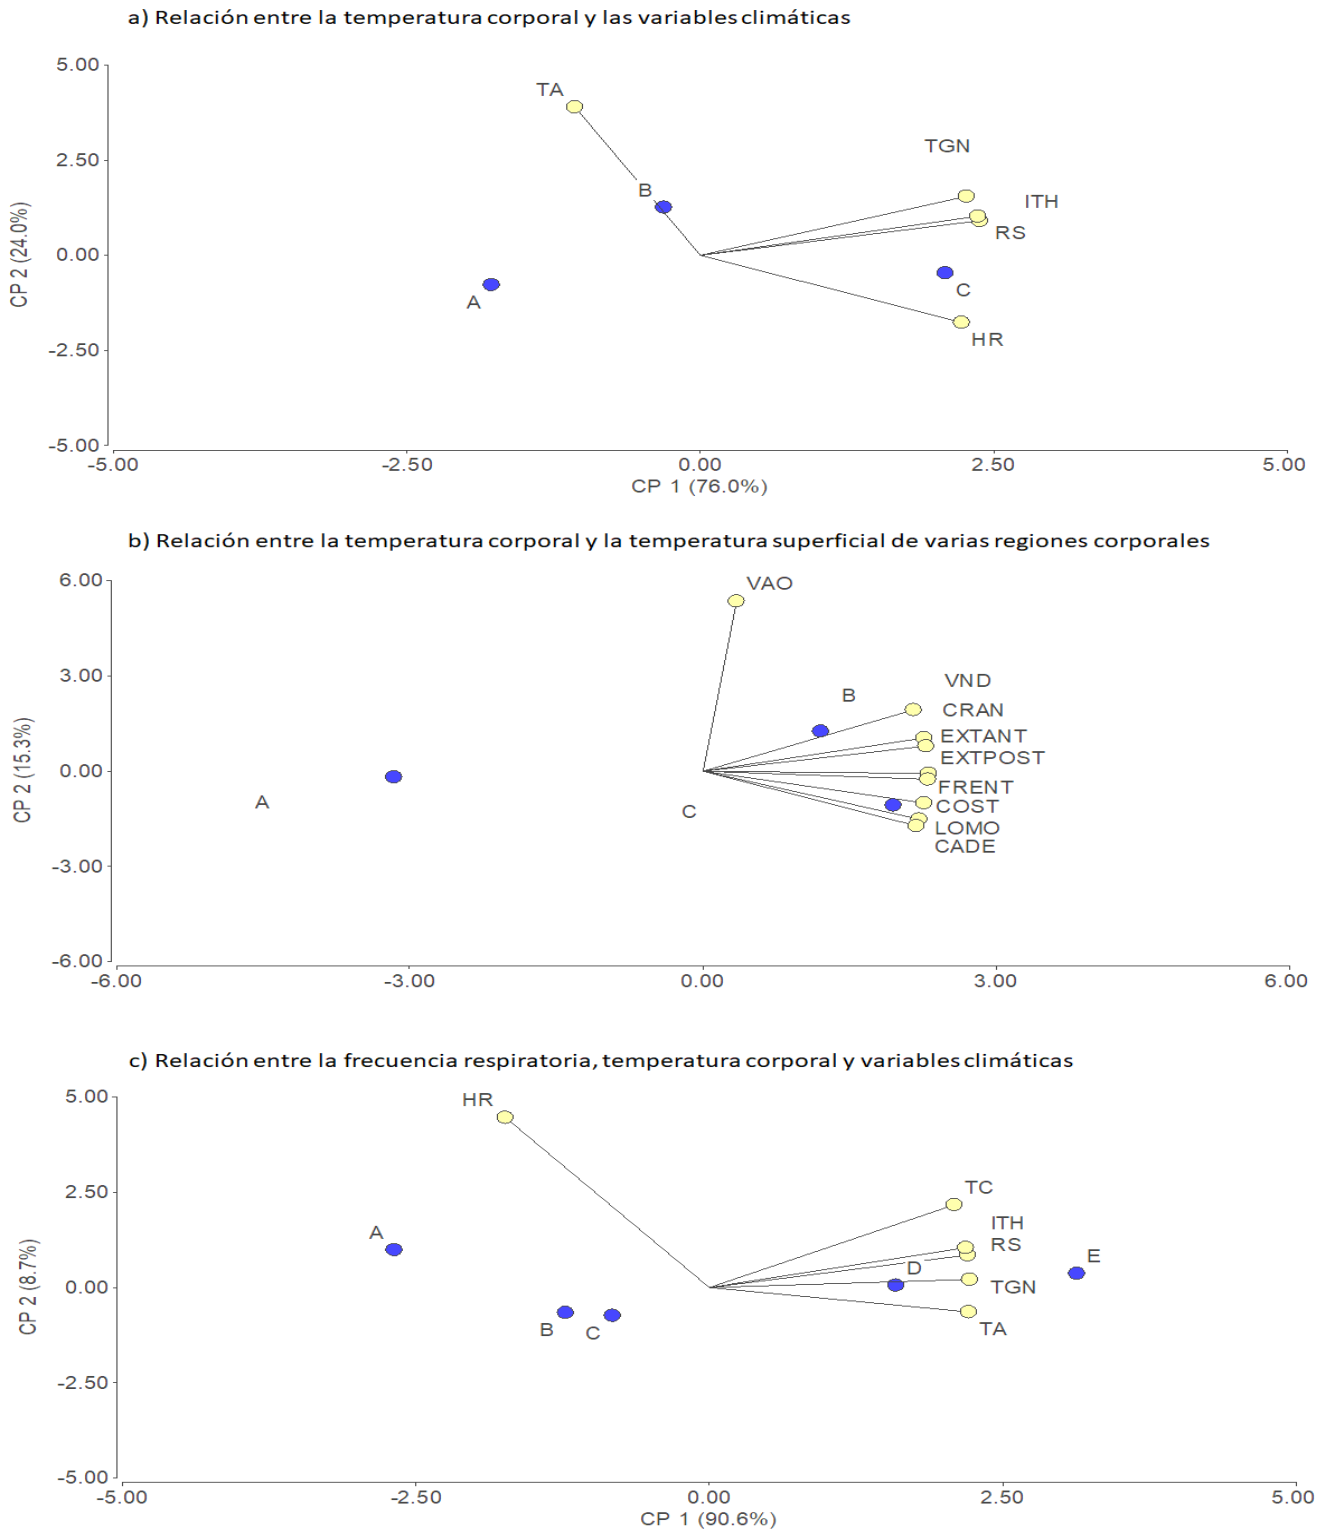 a) Relación entre la temperatura corporal y las variables climáticas
5.00
TA
2.50
TGN
B
ITH
RS
0.00
A
C
HR
-2.50
-5.00
CP 2 (24.0%)
-5.00 -2.50 0.00 2.50 5.00
CP 1 (76.0%)
b) Relación entre la temperatura corporal y la temperatura superficial de varias regiones corporales
6.00
VAO
3.00
VND
B
CRAN
EXTANT
EXTPOST
0.00
FRENT
A
C
COST
LOMO
CADE
-3.00
-6.00
CP 2 (15.3%)
-6.00 -3.00 0.00 3.00 6.00
c) Relación entre la frecuencia respiratoria, temperatura corporal y variables climáticas
5.00
HR
2.50
TC
ITH
RS
A
D
E
0.00
TGN
B
C
TA
-2.50
-5.00
CP 2 (8.7%)
-5.00 -2.50 0.00 2.50 5.00
CP 1 (90.6%)